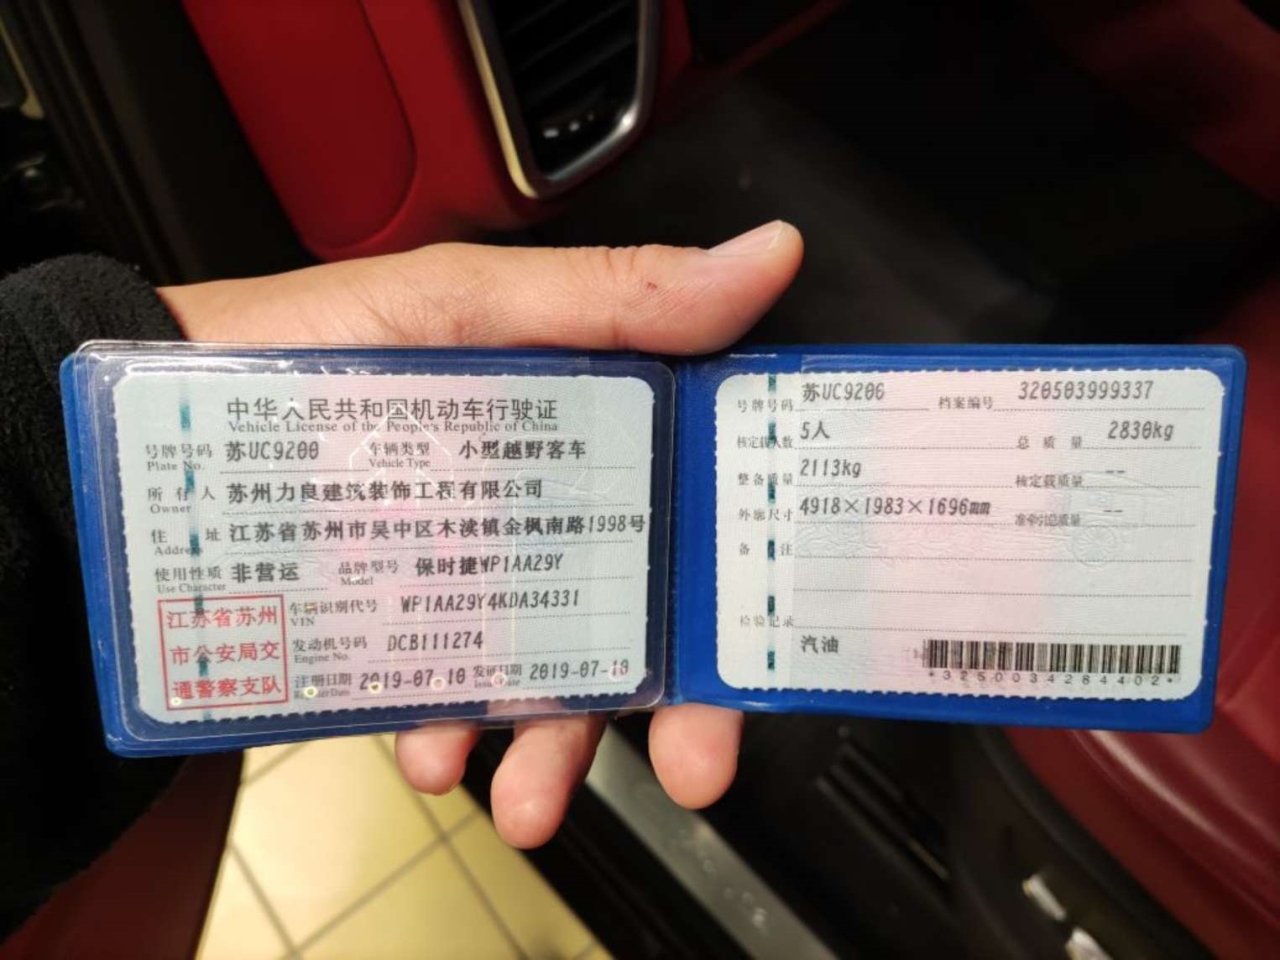 中华人民共和国机动车行驶证
Vehicle License of the People's Republic of China
号牌号码 苏UC9200 车辆类型 小型越野客车
Plate No. Vehicle Type
所有人 苏州力良建筑装饰工程有限公司
Owner
住址 江苏省苏州市吴中区木渎镇金枫南路1998号
Address
使用性质 非营运 品牌型号 保时捷WP1AA29Y
Use Character Model
江苏省苏州
市公安局交
通警察支队
车辆识别代号 WP1AA29Y4KDA34331
VIN
发动机号码 DCB111274
Engine No.
注册日期 2019-07-10 发证日期 2019-07-10
号牌号码 苏UC9200 档案编号 320503999337
核定载人数 5人 总质量 2830kg
整备质量 2113kg 核定载质量 --
外廓尺寸 4918×1983×1696mm 准牵引总质量 --
备注
检验记录
汽油
*3250034284402*